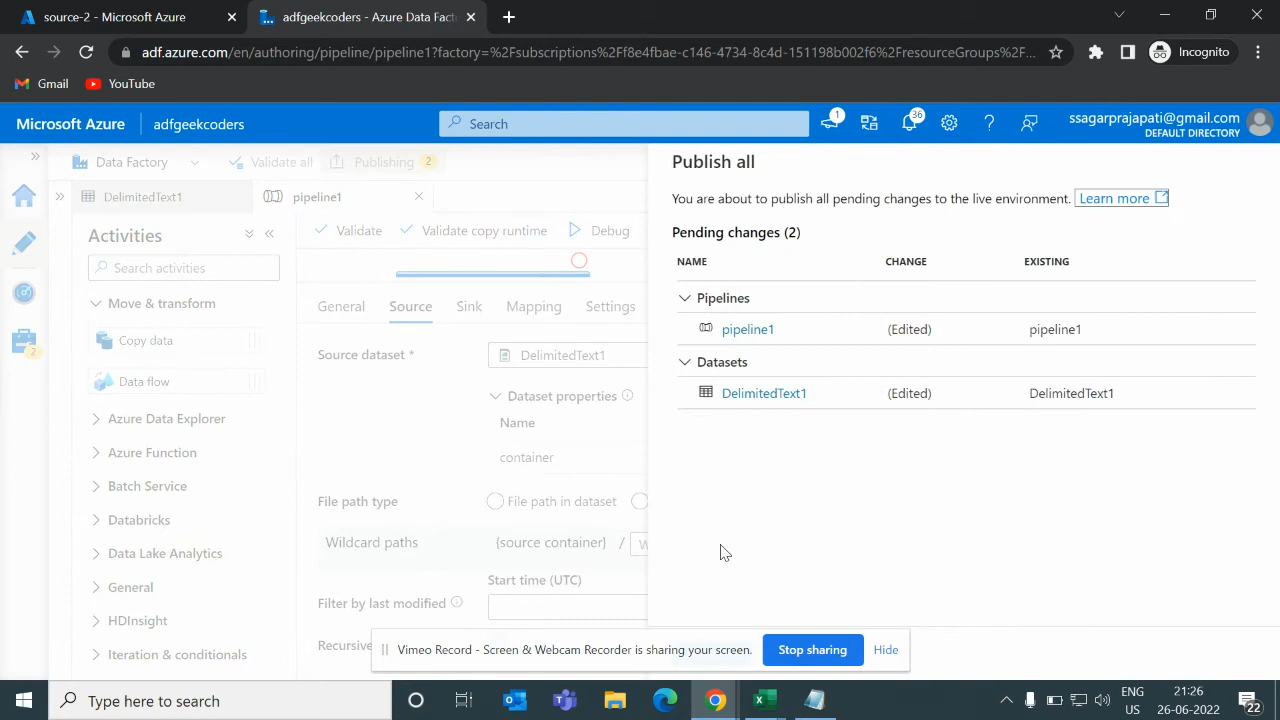 source-2 - Microsoft Azure
adfgeekcoders - Azure Data Fact
adf.azure.com/en/authoring/pipeline/pipeline1?factory=%2Fsubscriptions%2Ff8e4fbae-c146-4734-8c4d-151198b002f6%2FresourceGroups%2F...
Incognito
Gmail
YouTube
Microsoft Azure
adfgeekcoders
Search
1
36
ssagarprajapati@gmail.com
DEFAULT DIRECTORY
Data Factory
Validate all
Publishing 2
DelimitedText1
pipeline1
Activities
Search activities
Move & transform
Copy data
Data flow
Azure Data Explorer
Azure Function
Batch Service
Databricks
Data Lake Analytics
General
HDInsight
Iteration & conditionals
2
Validate
Validate copy runtime
Debug
General
Source
Sink
Mapping
Settings
Source dataset *
DelimitedText1
Dataset properties
Name
container
File path type
File path in dataset
Wildcard paths
(source container) /
Start time (UTC)
Filter by last modified
Publish all
You are about to publish all pending changes to the live environment. Learn more
Pending changes (2)
NAME CHANGE EXISTING
Pipelines
pipeline1 (Edited) pipeline1
Datasets
DelimitedText1 (Edited) DelimitedText1
Vimeo Record - Screen & Webcam Recorder is sharing your screen.
Stop sharing
Hide
Type here to search
ENG
US
21:26
26-06-2022
22